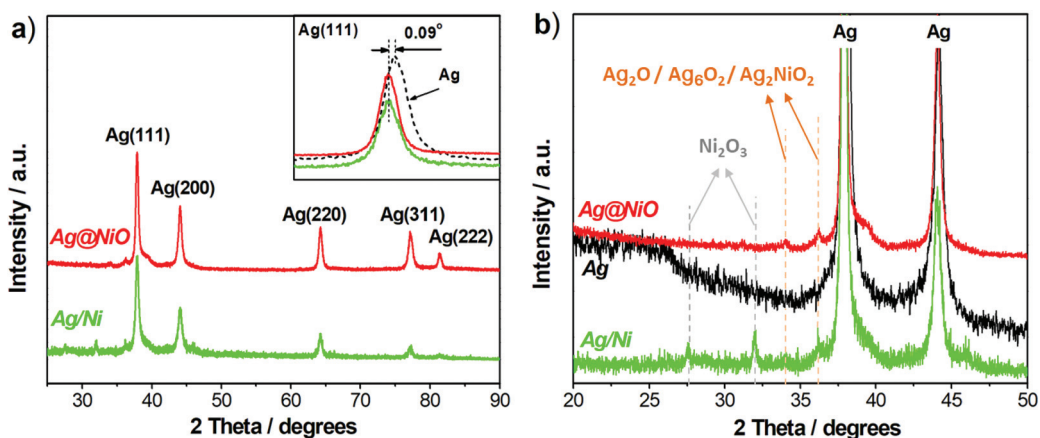 a)
Ag(111)
0.09°
Ag
Ag(111)
Ag(200)
Ag(220)
Ag(311)
Ag(222)
Ag@NiO
Ag/Ni
Intensity / a.u.
30 40 50 60 70 80 90
2 Theta / degrees
b)
Ag Ag
Ag₂O / Ag₆O₂/ Ag₂NiO₂
Ni₂O₃
Ag@NiO
Ag
Ag/Ni
Intensity / a.u.
20 25 30 35 40 45 50
2 Theta / degrees